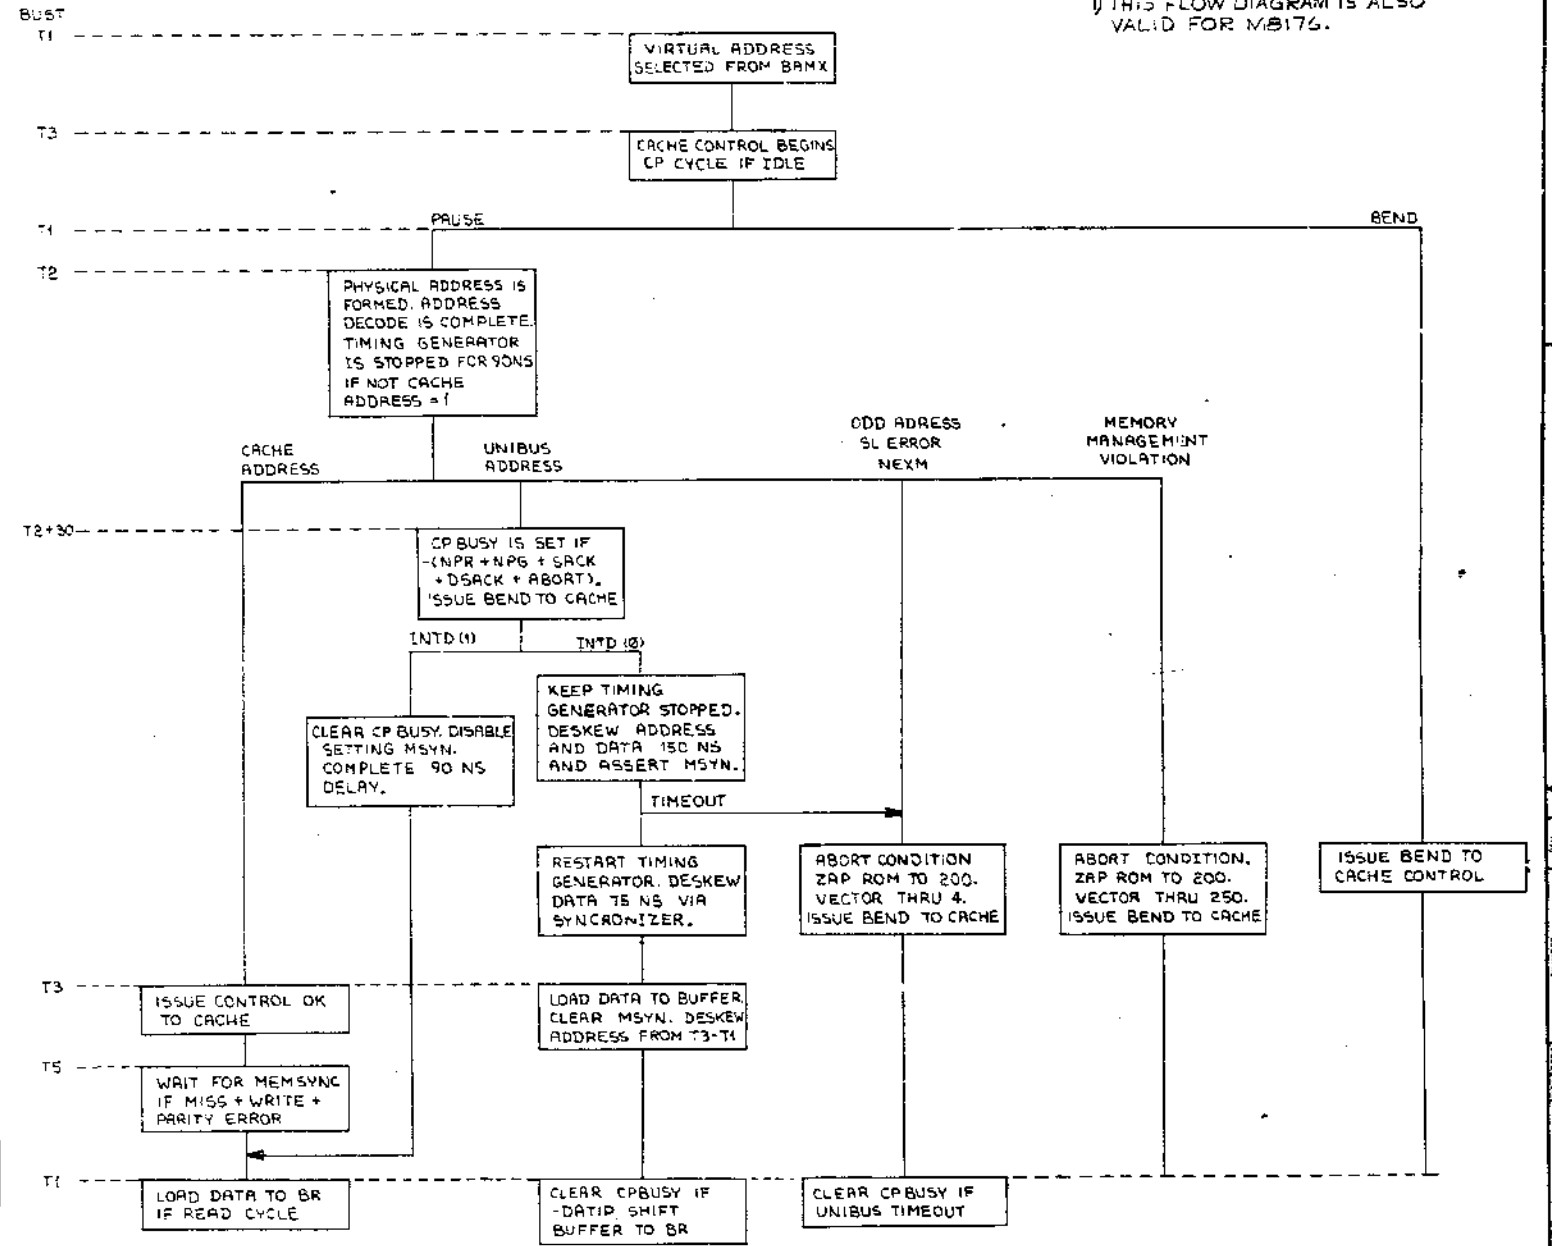 BUST
1) THIS FLOW DIAGRAM IS ALSO
VALID FOR M8176.
T1
VIRTUAL ADDRESS
SELECTED FROM BAMX
T3
CACHE CONTROL BEGINS
CP CYCLE IF IDLE
PAUSE
BEND
T1
T2
PHYSICAL ADDRESS IS
FORMED. ADDRESS
DECODE IS COMPLETE.
TIMING GENERATOR
IS STOPPED FOR 90NS
IF NOT CACHE
ADDRESS = 1
CACHE
ADDRESS
UNIBUS
ADDRESS
ODD ADRESS
SL ERROR
NEXM
MEMORY
MANAGEMENT
VIOLATION
T2+30
CP BUSY IS SET IF
-(NPR + NPG + SACK
+ DSACK + ABORT).
ISSUE BEND TO CACHE
INTD (1)
INTD (0)
KEEP TIMING
GENERATOR STOPPED.
DESKEW ADDRESS
AND DATA 150 NS
AND ASSERT MSYN.
CLEAR CP BUSY. DISABLE
SETTING MSYN.
COMPLETE 90 NS
DELAY.
TIMEOUT
RESTART TIMING
GENERATOR. DESKEW
DATA 75 NS VIA
SYNCRONIZER.
ABORT CONDITION
ZAP ROM TO 200.
VECTOR THRU 4.
ISSUE BEND TO CACHE
ABORT CONDITION.
ZAP ROM TO 200.
VECTOR THRU 250.
ISSUE BEND TO CACHE
ISSUE BEND TO
CACHE CONTROL
T3
ISSUE CONTROL OK
TO CACHE
LOAD DATA TO BUFFER.
CLEAR MSYN. DESKEW
ADDRESS FROM T3-T1
T5
WAIT FOR MEMSYNC
IF MISS + WRITE +
PARITY ERROR
T1
LOAD DATA TO BR
IF READ CYCLE
CLEAR CPBUSY IF
-DATIP. SHIFT
BUFFER TO BR
CLEAR CPBUSY IF
UNIBUS TIMEOUT